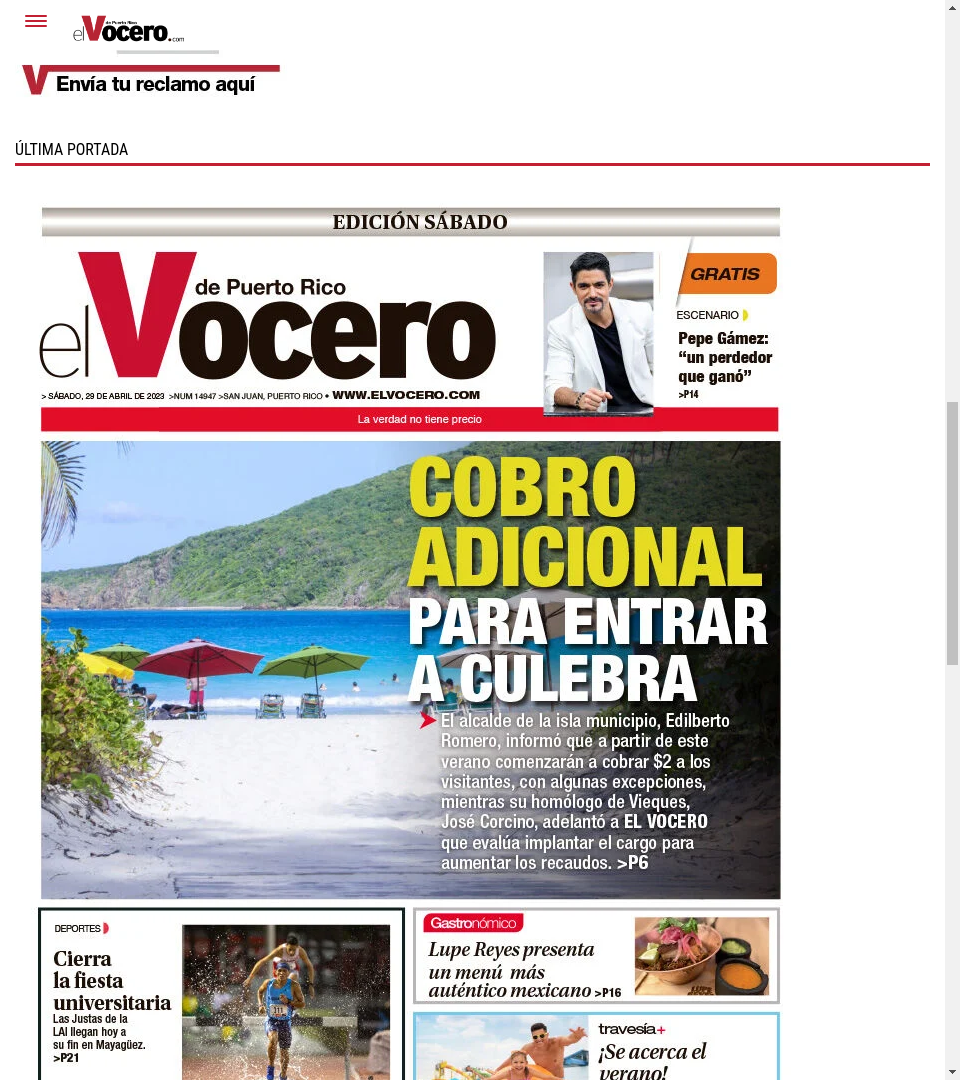 el Vocero.com
de Puerto Rico
Envía tu reclamo aquí
ÚLTIMA PORTADA
EDICIÓN SÁBADO
el Vocero
de Puerto Rico
> SÁBADO, 29 DE ABRIL DE 2023 >NUM 14947 >SAN JUAN, PUERTO RICO • WWW.ELVOCERO.COM
GRATIS
ESCENARIO
Pepe Gámez:
“un perdedor
que ganó”
>P14
La verdad no tiene precio
COBRO
ADICIONAL
PARA ENTRAR
A CULEBRA
El alcalde de la isla municipio, Edilberto
Romero, informó que a partir de este
verano comenzarán a cobrar $2 a los
visitantes, con algunas excepciones,
mientras su homólogo de Vieques,
José Corcino, adelantó a EL VOCERO
que evalúa implantar el cargo para
aumentar los recaudos. >P6
DEPORTES
Cierra
la fiesta
universitaria
Las Justas de la
LAI llegan hoy a
su fin en Mayagüez.
>P21
Gastronómico
Lupe Reyes presenta
un menú más
auténtico mexicano >P16
travesía+
¡Se acerca el
verano!